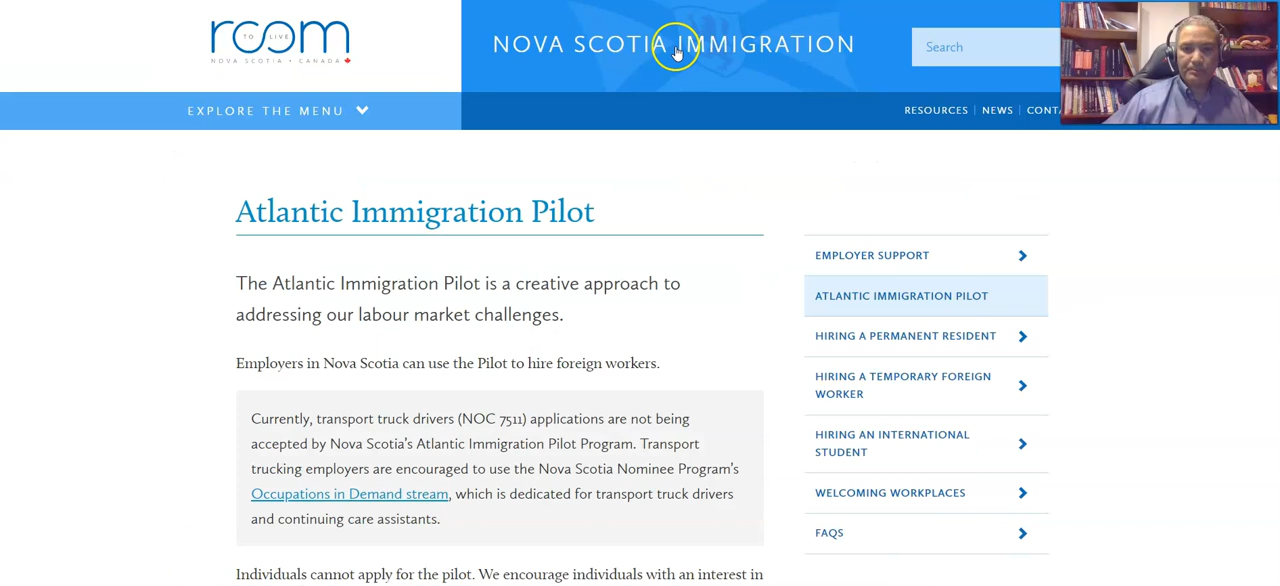 room
TO LIVE
NOVA SCOTIA • CANADA
NOVA SCOTIA IMMIGRATION
Search
EXPLORE THE MENU
RESOURCES | NEWS |
Atlantic Immigration Pilot
The Atlantic Immigration Pilot is a creative approach to
addressing our labour market challenges.
Employers in Nova Scotia can use the Pilot to hire foreign workers.
Currently, transport truck drivers (NOC 7511) applications are not being
accepted by Nova Scotia's Atlantic Immigration Pilot Program. Transport
trucking employers are encouraged to use the Nova Scotia Nominee Program's
Occupations in Demand stream, which is dedicated for transport truck drivers
and continuing care assistants.
Individuals cannot apply for the pilot. We encourage individuals with an interest in
EMPLOYER SUPPORT
ATLANTIC IMMIGRATION PILOT
HIRING A PERMANENT RESIDENT
HIRING A TEMPORARY FOREIGN
WORKER
HIRING AN INTERNATIONAL
STUDENT
WELCOMING WORKPLACES
FAQS